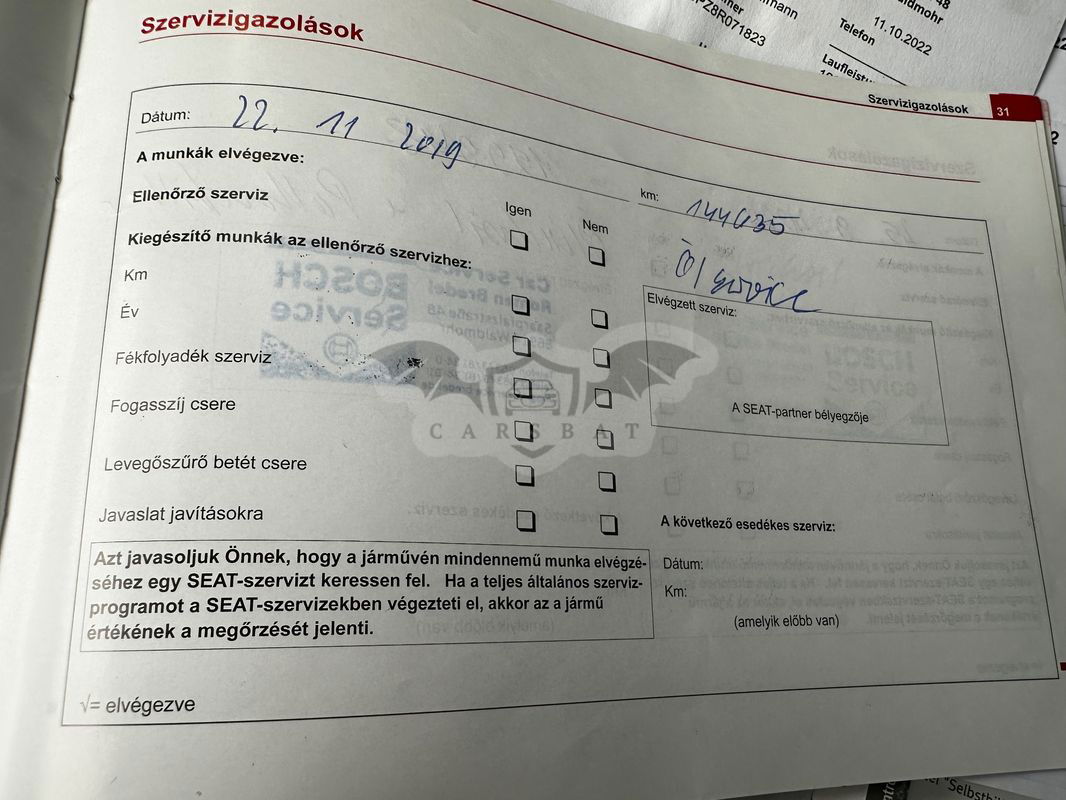 Szervizigazolások
PZ8R071823
11.10.2022
Telefon
Szervizigazolások 31
Dátum: 22. 11 2019
km: 144635
A munkák elvégezve:
Igen Nem
Ellenőrző szerviz
Kiegészítő munkák az ellenőrző szervizhez:
Km
Év
Fékfolyadék szerviz
Fogasszíj csere
Levegőszűrő betét csere
Javaslat javításokra
Ölservice
Elvégzett szerviz:
A SEAT-partner bélyegzője
CARSBAT
A következő esedékes szerviz:
Dátum:
Km:
(amelyik előbb van)
Azt javasoljuk Önnek, hogy a járművén mindennemű munka elvégzé-
séhez egy SEAT-szervizt keressen fel. Ha a teljes általános szerviz-
programot a SEAT-szervizekben végezteti el, akkor az a jármű
értékének a megőrzését jelenti.
√= elvégezve